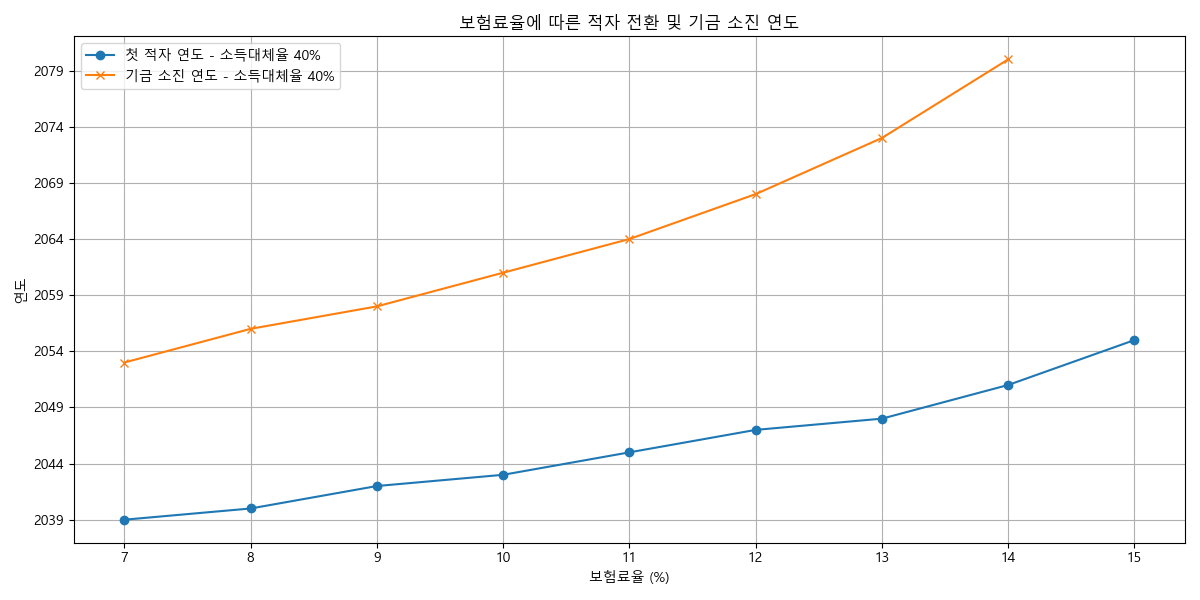 보험료율에 따른 적자 전환 및 기금 소진 연도
첫 적자 연도 - 소득대체율 40%
기금 소진 연도 - 소득대체율 40%
연도
2079
2074
2069
2064
2059
2054
2049
2044
2039
7 8 9 10 11 12 13 14 15
보험료율 (%)